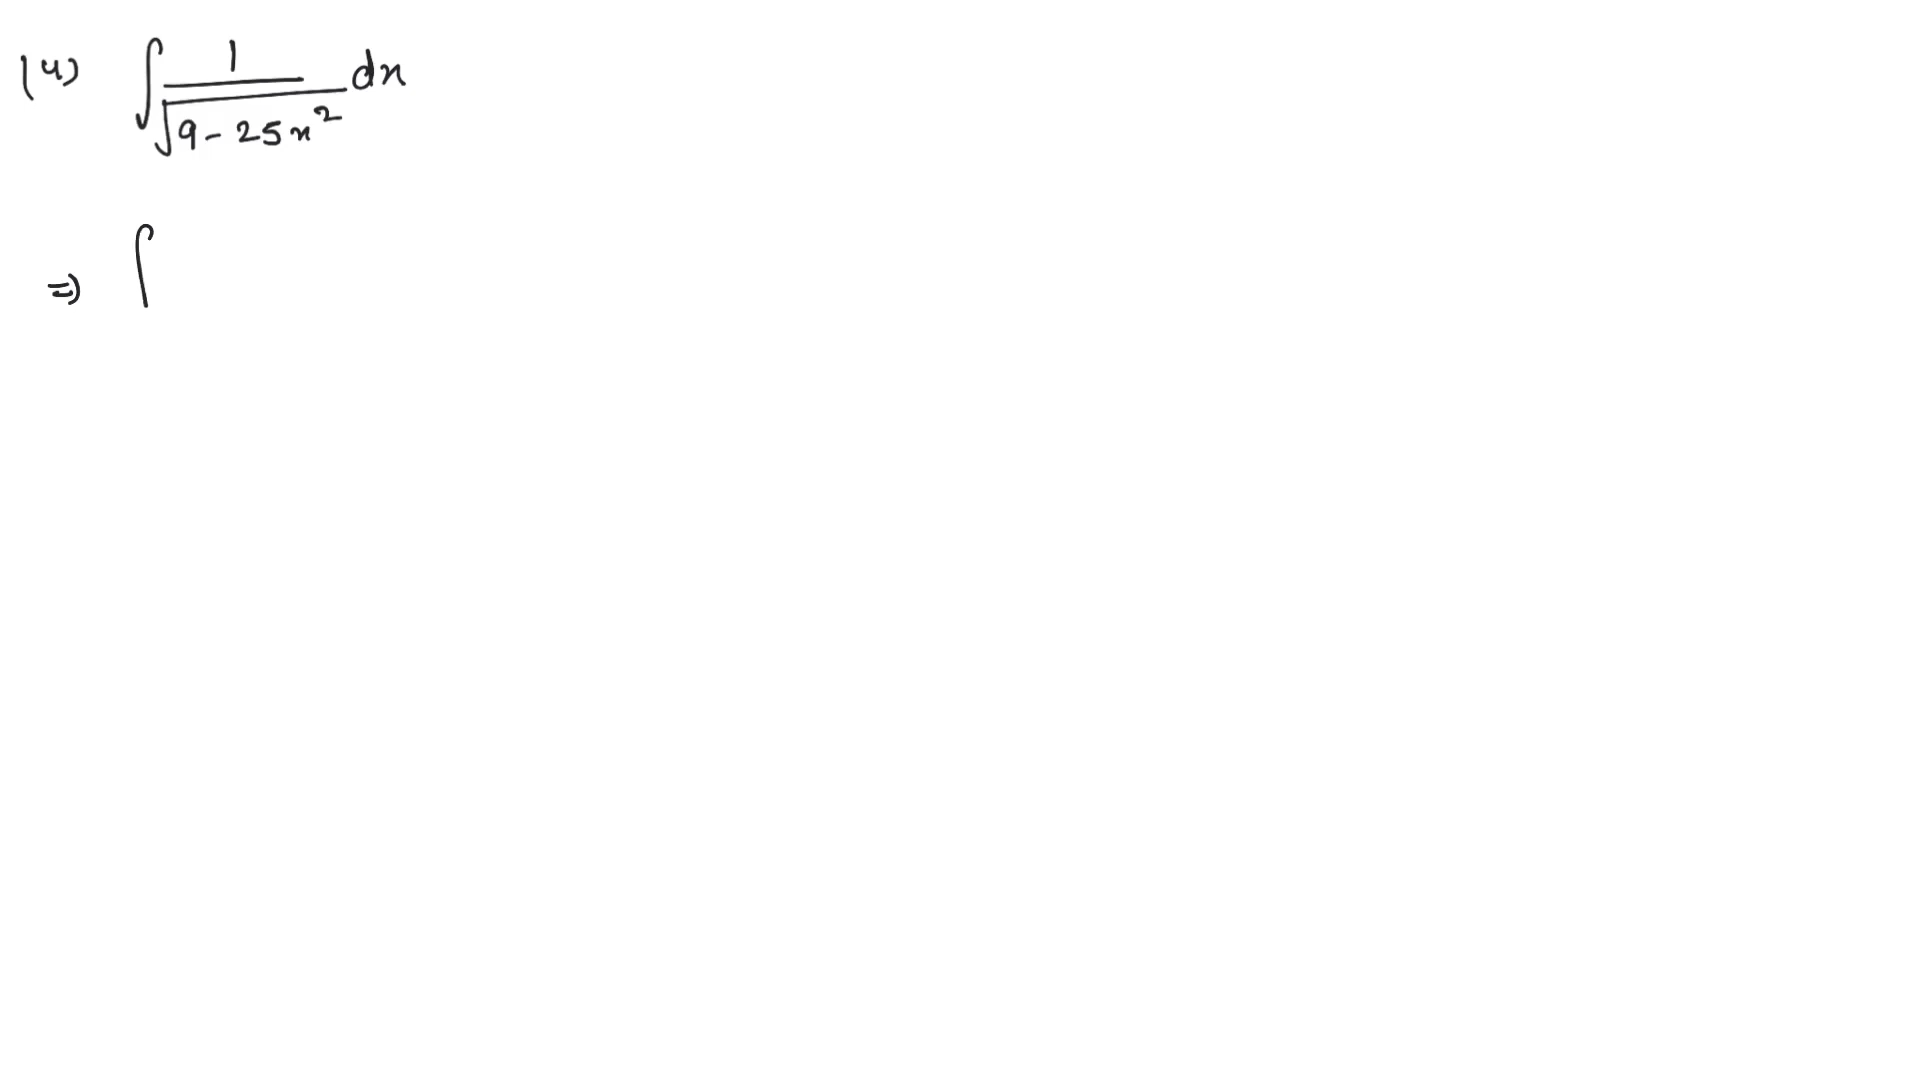 (4) ∫ 1/√(9-25x²) dx
⇒ ∫